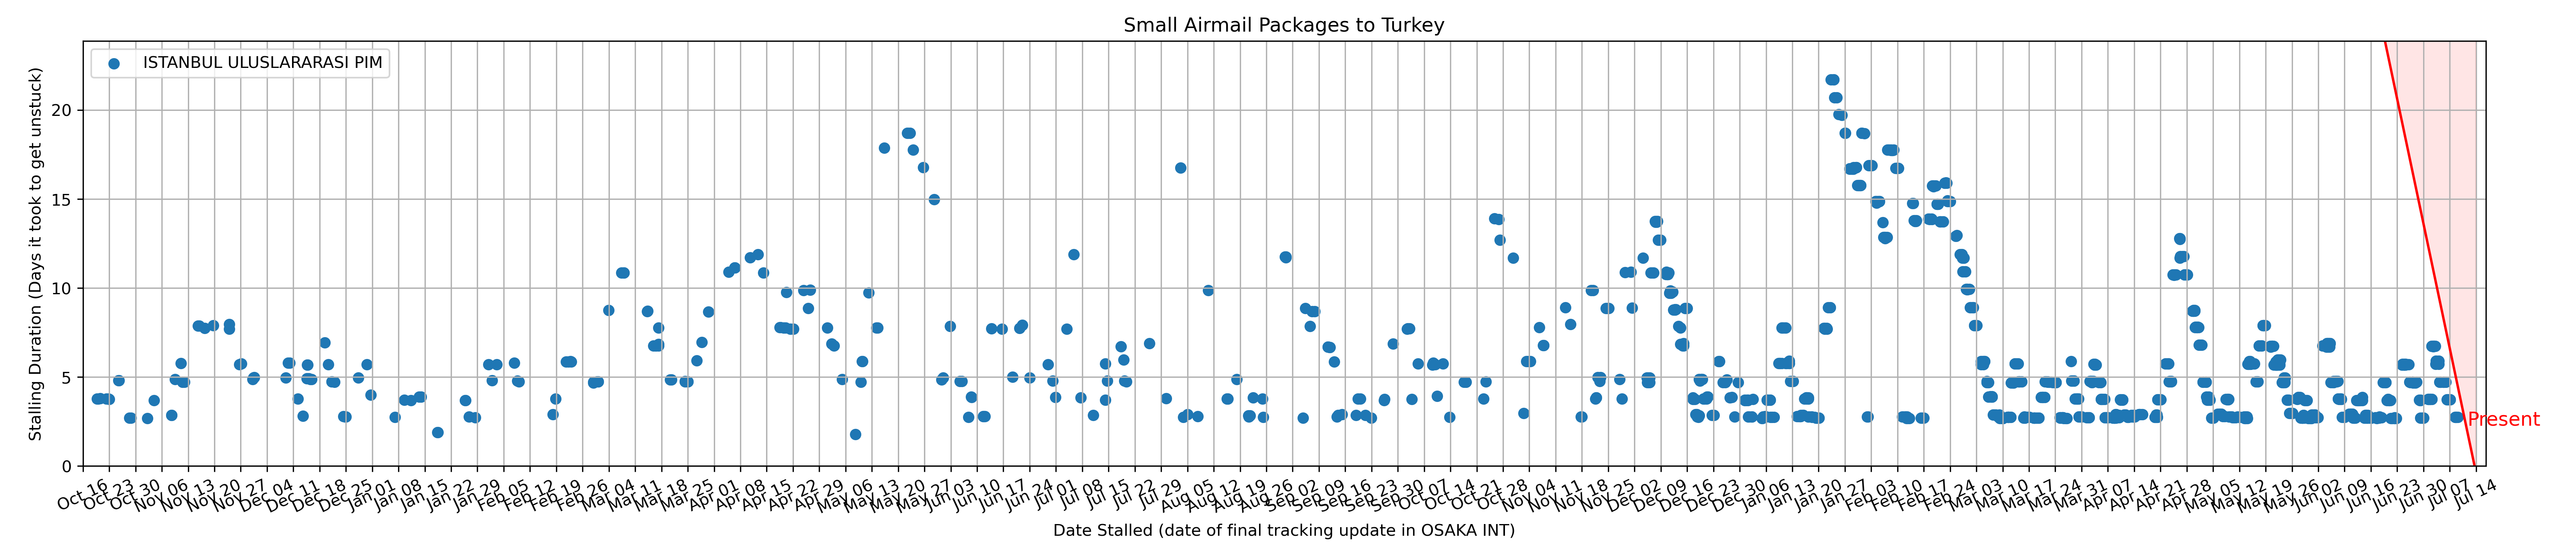 Small Airmail Packages to Turkey
ISTANBUL ULUSLARARASI PIM
Stalling Duration (Days it took to get unstuck)
20
15
10
5
0
Present
Oct 16
Oct 23
Oct 30
Nov 06
Nov 13
Nov 20
Nov 27
Dec 04
Dec 11
Dec 18
Dec 25
Jan 01
Jan 08
Jan 15
Jan 22
Jan 29
Feb 05
Feb 12
Feb 19
Feb 26
Mar 04
Mar 11
Mar 18
Mar 25
Apr 01
Apr 08
Apr 15
Apr 22
Apr 29
May 06
May 13
May 20
May 27
Jun 03
Jun 10
Jun 17
Jun 24
Jul 01
Jul 08
Jul 15
Jul 22
Jul 29
Aug 05
Aug 12
Aug 19
Aug 26
Sep 02
Sep 09
Sep 16
Sep 23
Sep 30
Oct 07
Oct 14
Oct 21
Oct 28
Nov 04
Nov 11
Nov 18
Nov 25
Dec 02
Dec 09
Dec 16
Dec 23
Dec 30
Jan 06
Jan 13
Jan 20
Jan 27
Feb 03
Feb 10
Feb 17
Feb 24
Mar 03
Mar 10
Mar 17
Mar 24
Mar 31
Apr 07
Apr 14
Apr 21
Apr 28
May 05
May 12
May 19
May 26
Jun 02
Jun 09
Jun 16
Jun 23
Jun 30
Jul 07
Jul 14
Date Stalled (date of final tracking update in OSAKA INT)